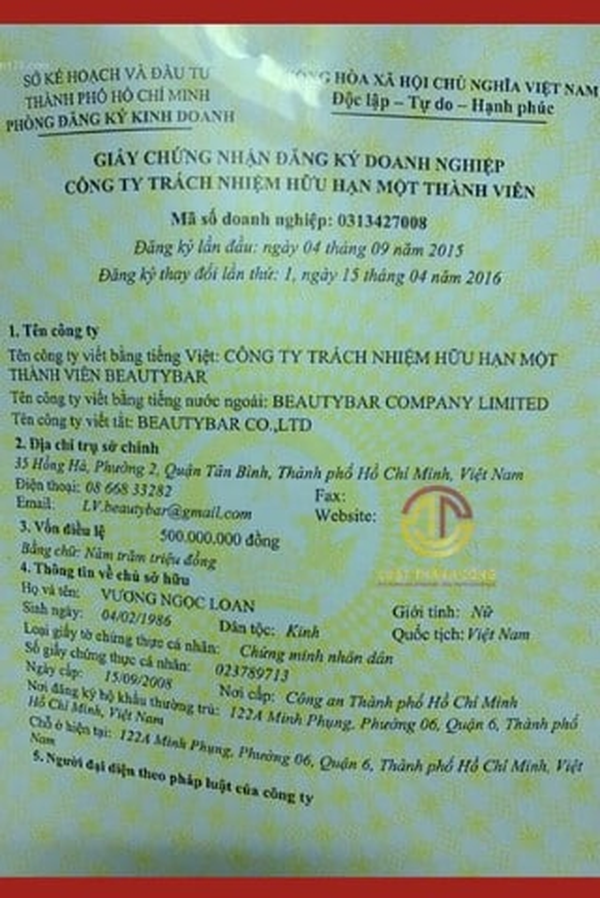 SỞ KẾ HOẠCH VÀ ĐẦU TƯ
THÀNH PHỐ HỒ CHÍ MINH
PHÒNG ĐĂNG KÝ KINH DOANH
HÒA XÃ HỘI CHỦ NGHĨA VIỆT NAM
Độc lập – Tự do – Hạnh phúc
GIẤY CHỨNG NHẬN ĐĂNG KÝ DOANH NGHIỆP
CÔNG TY TRÁCH NHIỆM HỮU HẠN MỘT THÀNH VIÊN
Mã số doanh nghiệp: 0313427008
Đăng ký lần đầu: ngày 04 tháng 09 năm 2015
Đăng ký thay đổi lần thứ: 1, ngày 15 tháng 04 năm 2016
1. Tên công ty
Tên công ty viết bằng tiếng Việt: CÔNG TY TRÁCH NHIỆM HỮU HẠN MỘT
THÀNH VIÊN BEAUTYBAR
Tên công ty viết bằng tiếng nước ngoài: BEAUTYBAR COMPANY LIMITED
Tên công ty viết tắt: BEAUTYBAR CO.,LTD
2. Địa chỉ trụ sở chính
35 Hồng Hà, Phường 2, Quận Tân Bình, Thành phố Hồ Chí Minh, Việt Nam
Điện thoại: 08 668 33282 Fax:
Email: LV.beautybar@gmail.com Website:
3. Vốn điều lệ 500.000.000 đồng
Bằng chữ: Năm trăm triệu đồng
LUẬT THÀNH CÔNG
4. Thông tin về chủ sở hữu
Họ và tên: VƯƠNG NGỌC LOAN Giới tính: Nữ
Sinh ngày: 04/02/1986 Dân tộc: Kinh Quốc tịch: Việt Nam
Loại giấy tờ chứng thực cá nhân: Chứng minh nhân dân
Số giấy chứng thực cá nhân: 023789713
Ngày cấp: 15/09/2008 Nơi cấp: Công an Thành phố Hồ Chí Minh
Nơi đăng ký hộ khẩu thường trú: 122A Minh Phụng, Phường 06, Quận 6, Thành phố
Hồ Chí Minh, Việt Nam
Chỗ ở hiện tại: 122A Minh Phụng, Phường 06, Quận 6, Thành phố Hồ Chí Minh, Việt
Nam
5. Người đại diện theo pháp luật của công ty